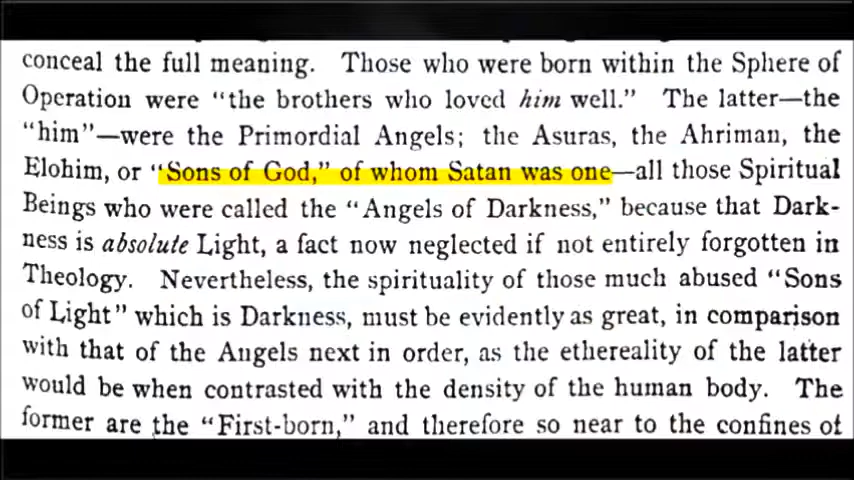 conceal the full meaning. Those who were born within the Sphere of
Operation were “the brothers who loved him well.” The latter—the
“him”—were the Primordial Angels; the Asuras, the Ahriman, the
Elohim, or “Sons of God,” of whom Satan was one—all those Spiritual
Beings who were called the “Angels of Darkness,” because that Dark-
ness is absolute Light, a fact now neglected if not entirely forgotten in
Theology. Nevertheless, the spirituality of those much abused “Sons
of Light” which is Darkness, must be evidently as great, in comparison
with that of the Angels next in order, as the ethereality of the latter
would be when contrasted with the density of the human body. The
former are the “First-born,” and therefore so near to the confines of